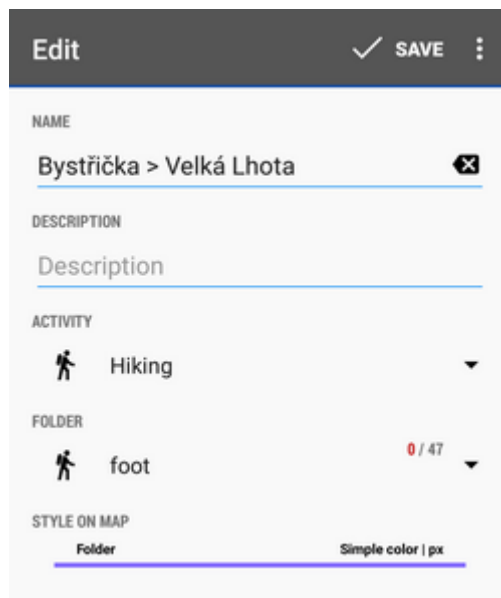 Edit SAVE
NAME
Bystřička > Velká Lhota
DESCRIPTION
Description
ACTIVITY
Hiking
FOLDER
foot 0 / 47
STYLE ON MAP
Folder Simple color | px